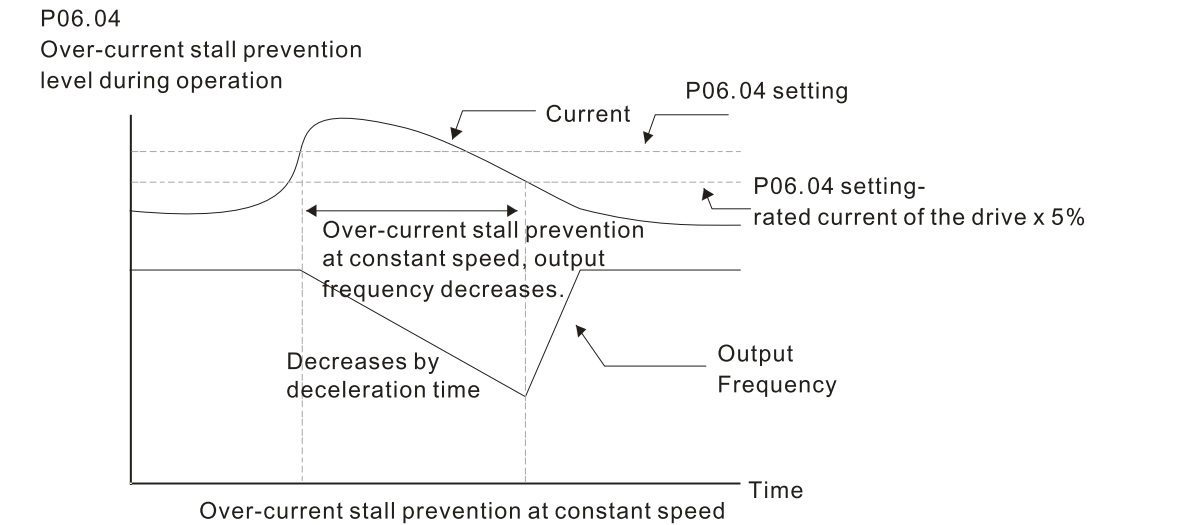 P06.04
Over-current stall prevention
level during operation
P06.04 setting
Current
P06.04 setting-
rated current of the drive x 5%
Over-current stall prevention
at constant speed, output
frequency decreases.
Decreases by
deceleration time
Output
Frequency
Time
Over-current stall prevention at constant speed